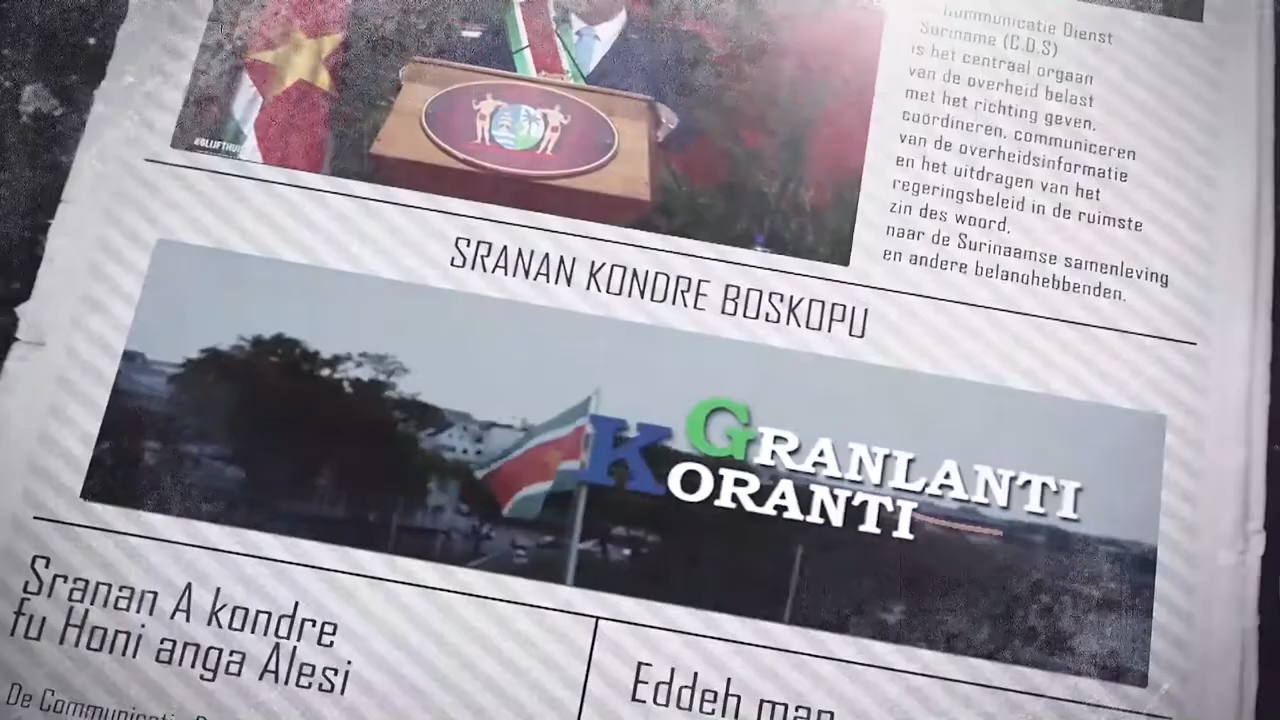 Communicatie Dienst
Suriname (C.D.S)
is het centraal orgaan
van de overheid belast
met het richting geven,
coördineren, communiceren
van de overheidsinformatie
en het uitdragen van het
regeringsbeleid in de ruimste
zin des woord,
naar de Surinaamse samenleving
en andere belanghebbenden.
SRANAN KONDRE BOSKOPU
GRANLANTI
KORANTI
Sranan A kondre
fu Honi anga Alesi
Eddeh man
De